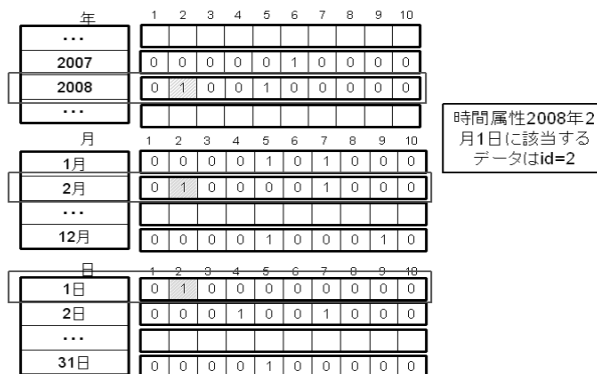 年 1 2 3 4 5 6 7 8 9 10
...
2007 0 0 0 0 0 1 0 0 0 0
2008 0 1 0 0 1 0 0 0 0 0
...
月 1 2 3 4 5 6 7 8 9 10
1月 0 0 0 0 1 0 1 0 0 0
2月 0 1 0 0 0 0 1 0 0 0
...
12月 0 0 0 0 1 0 0 0 1 0
日 1 2 3 4 5 6 7 8 9 10
1日 0 1 0 0 0 0 0 0 0 0
2日 0 0 0 1 0 0 1 0 0 0
...
31日 0 0 0 0 1 0 0 0 0 0
時間属性2008年2
月1日に該当する
データはid=2